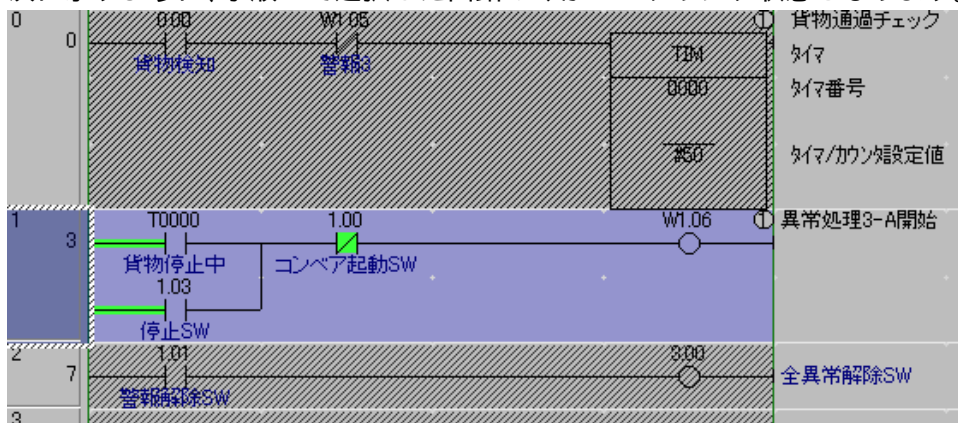 0 0.00 W1.05 ① 貨物通過チェック
0 貨物検知 警報3 TIM タイマ
0000 タイマ番号
#50 タイマ/カウンタ設定値
1 T0000 1.00 W1.06 ① 異常処理3-A開始
3 貨物停止中 コンベア起動SW
1.03
停止SW
2 1.01 3.00
7 警報解除SW 全異常解除SW
3